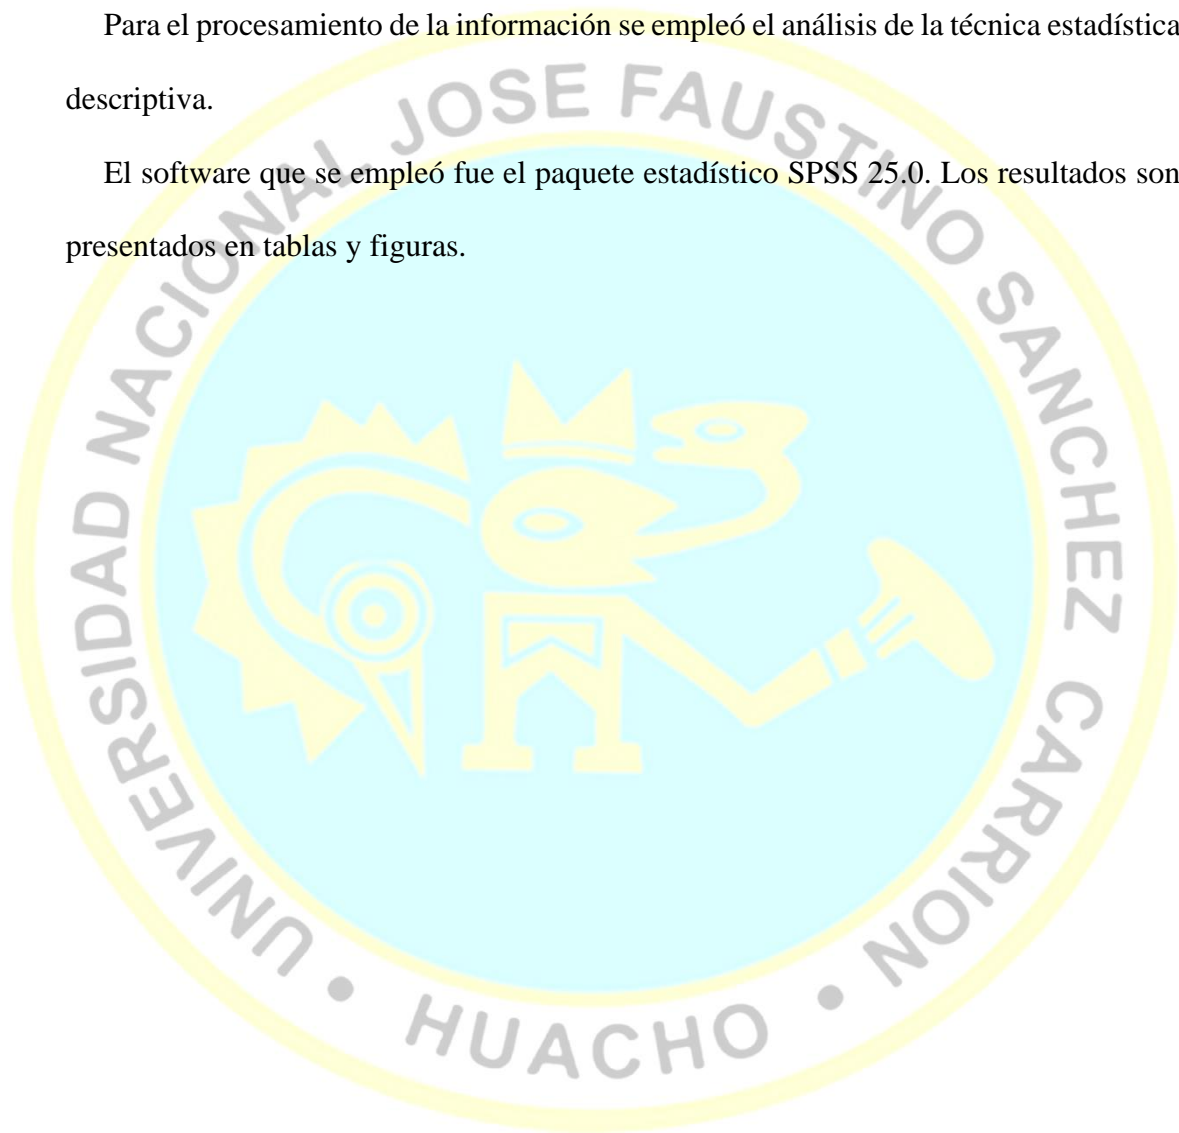 Para el procesamiento de la información se empleó el análisis de la técnica estadística
descriptiva.
El software que se empleó fue el paquete estadístico SPSS 25.0. Los resultados son
presentados en tablas y figuras.
UNIVERSIDAD NACIONAL JOSE FAUSTINO SANCHEZ CARRION • HUACHO •